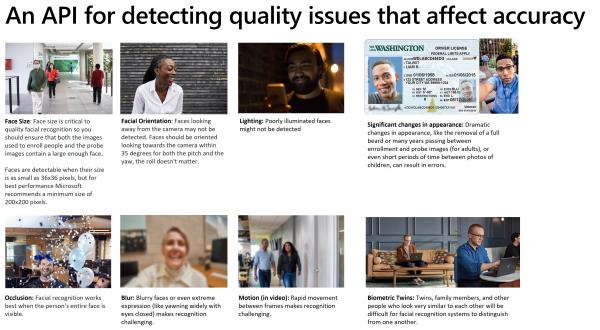 An API for detecting quality issues that affect accuracy
WASHINGTON
DRIVER LICENSE
FEDERAL LIMITS APPLY
Face Size: Face size is critical to
quality facial recognition so you
should ensure that both the images
used to enroll people and the probe
images contain a large enough face.
Faces are detectable when their size
is as small as 36x36 pixels, but for
best performance Microsoft
recommends a minimum size of
200x200 pixels.
Facial Orientation: Faces looking
away from the camera may not be
detected. Faces should be oriented
looking towards the camera within
35 degrees for both the pitch and the
yaw, the roll doesn't matter.
Lighting: Poorly illuminated faces
might not be detected
Significant changes in appearance: Dramatic
changes in appearance, like the removal of a full
beard or many years passing between
enrollment and probe images (for adults), or
even short periods of time between photos of
children, can result in errors.
Occlusion: Facial recognition works
best when the person's entire face is
visible.
Blur: Blurry faces or even extreme
expression (like yawning widely with
eyes closed) makes recognition
challenging.
Motion (in video): Rapid movement
between frames makes recognition
challenging.
Biometric Twins: Twins, family members, and other
people who look very similar to each other will be
difficult for facial recognition systems to distinguish
from one another.